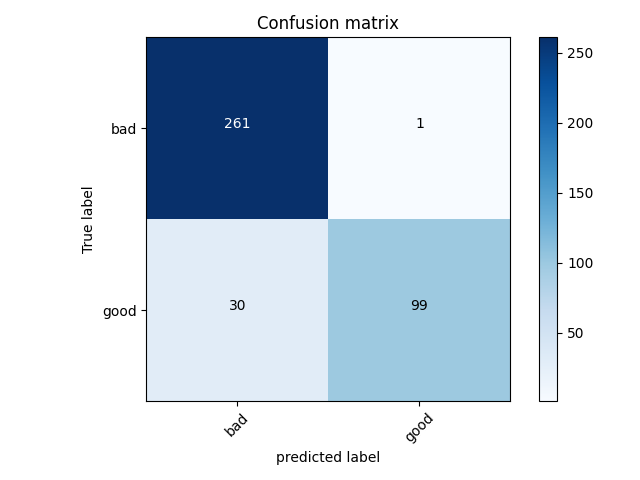 Confusion matrix
True label
bad
good
261
1
30
99
bad
good
predicted label
250
200
150
100
50